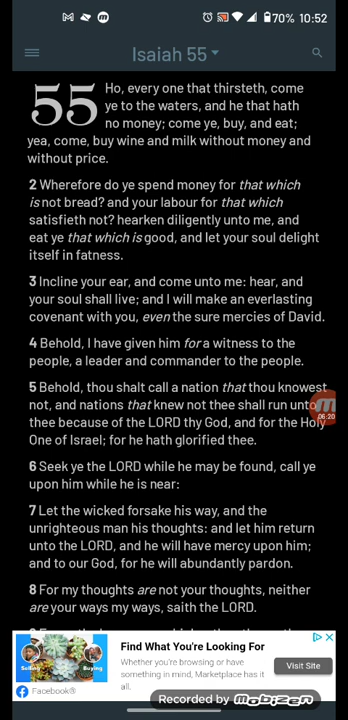 70% 10:52
Isaiah 55
55 Ho, every one that thirsteth, come
ye to the waters, and he that hath
no money; come ye, buy, and eat;
yea, come, buy wine and milk without money and
without price.
2 Wherefore do ye spend money for that which
is not bread? and your labour for that which
satisfieth not? hearken diligently unto me, and
eat ye that which is good, and let your soul delight
itself in fatness.
3 Incline your ear, and come unto me: hear, and
your soul shall live; and I will make an everlasting
covenant with you, even the sure mercies of David.
4 Behold, I have given him for a witness to the
people, a leader and commander to the people.
5 Behold, thou shalt call a nation that thou knowest
not, and nations that knew not thee shall run unto
thee because of the LORD thy God, and for the Holy
One of Israel; for he hath glorified thee.
06:20
6 Seek ye the LORD while he may be found, call ye
upon him while he is near:
7 Let the wicked forsake his way, and the
unrighteous man his thoughts: and let him return
unto the LORD, and he will have mercy upon him;
and to our God, for he will abundantly pardon.
8 For my thoughts are not your thoughts, neither
are your ways my ways, saith the LORD.
Selling
Buying
Find What You're Looking For
Whether you're browsing or have
something in mind, Marketplace has it
all.
Visit Site
Facebook®
Recorded by mobizen